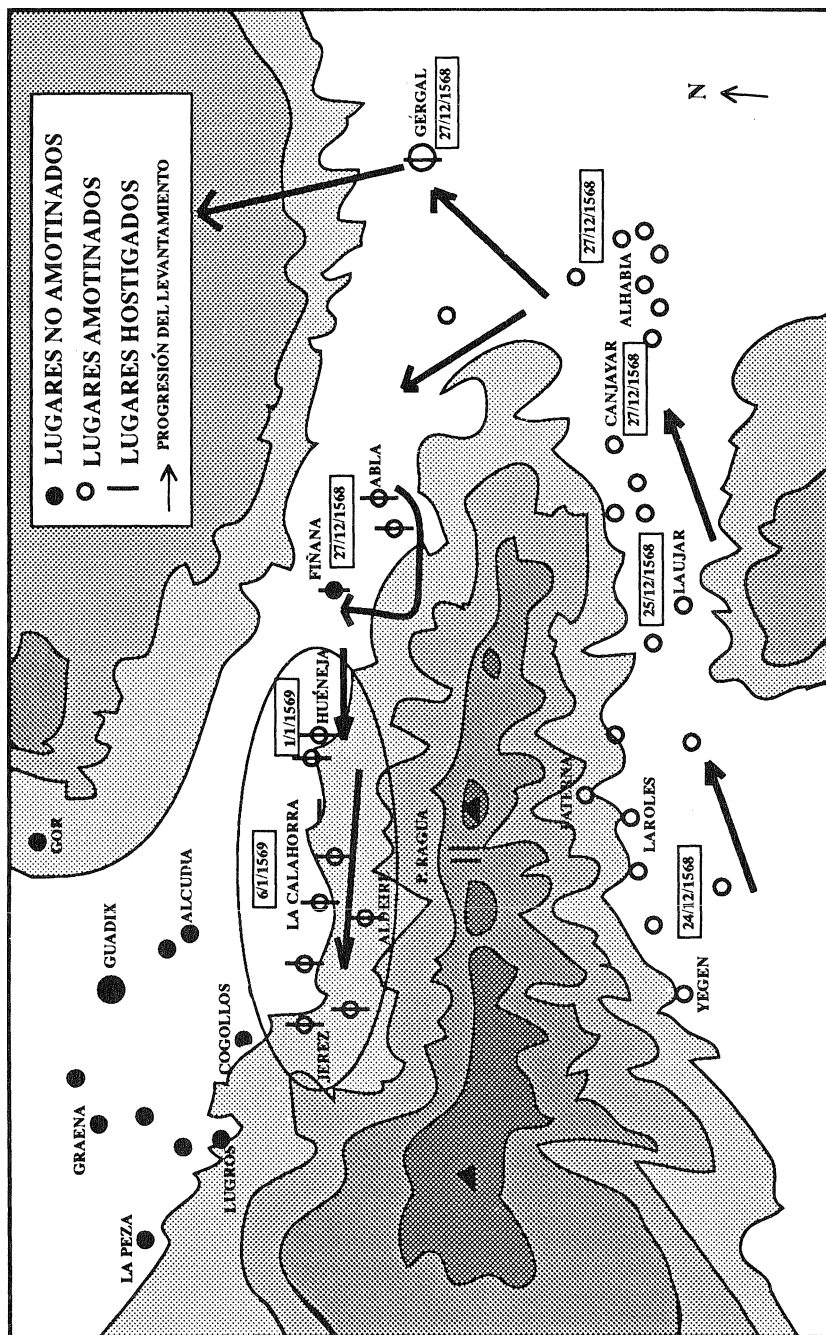 LUGARES NO AMOTINADOS
LUGARES AMOTINADOS
LUGARES HOSTIGADOS
PROGRESIÓN DEL LEVANTAMIENTO
GOR
GUADIX
ALCUDIA
GRAENA
COGOLLOS
LUGROS
LA PEZA
GÉRGAL
27/12/1568
FIÑANA
27/12/1568
ABLA
1/1/1569
HUÉNEJA
6/1/1569
LA CALAHORRA
ALDEIRE
JEREZ
P. RAGUA
N
27/12/1568
ALHABIA
CANJAYAR
27/12/1568
25/12/1568
LAUJAR
PATERNA
LAROLES
24/12/1568
YEGEN